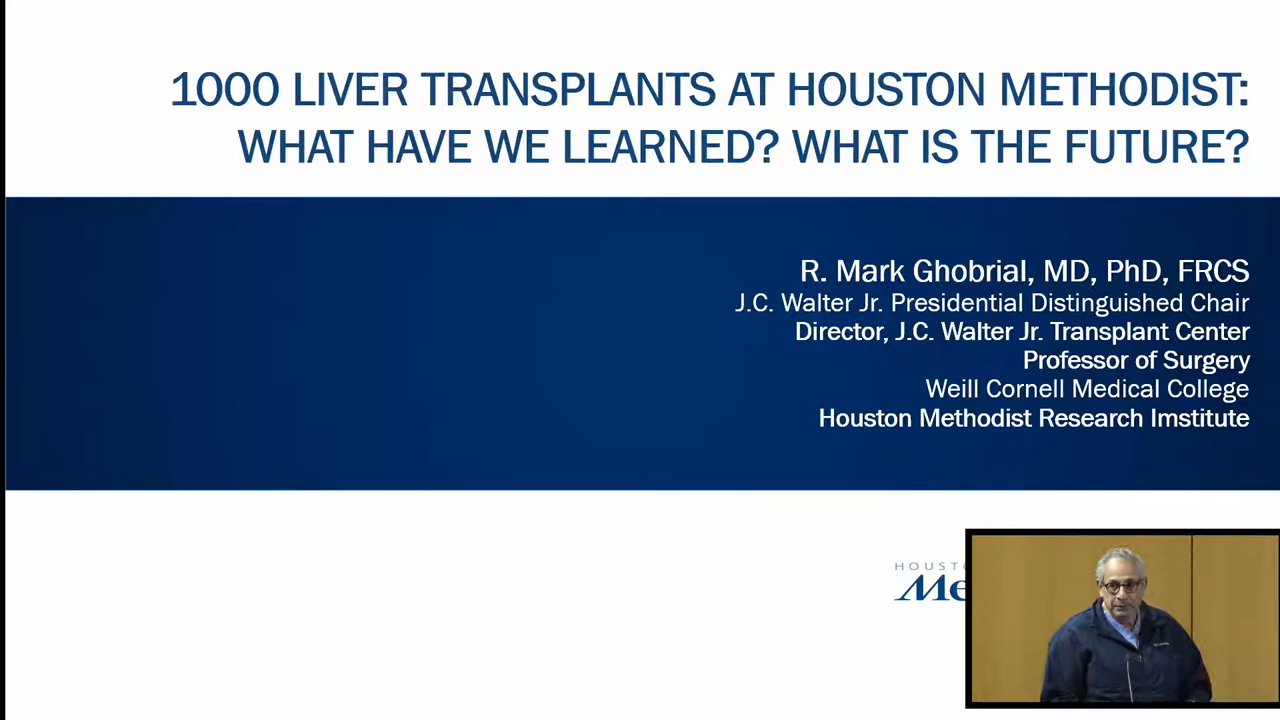 1000 LIVER TRANSPLANTS AT HOUSTON METHODIST:
WHAT HAVE WE LEARNED? WHAT IS THE FUTURE?
R. Mark Ghobrial, MD, PhD, FRCS
J.C. Walter Jr. Presidential Distinguished Chair
Director, J.C. Walter Jr. Transplant Center
Professor of Surgery
Weill Cornell Medical College
Houston Methodist Research Imstitute
HOUST
Me